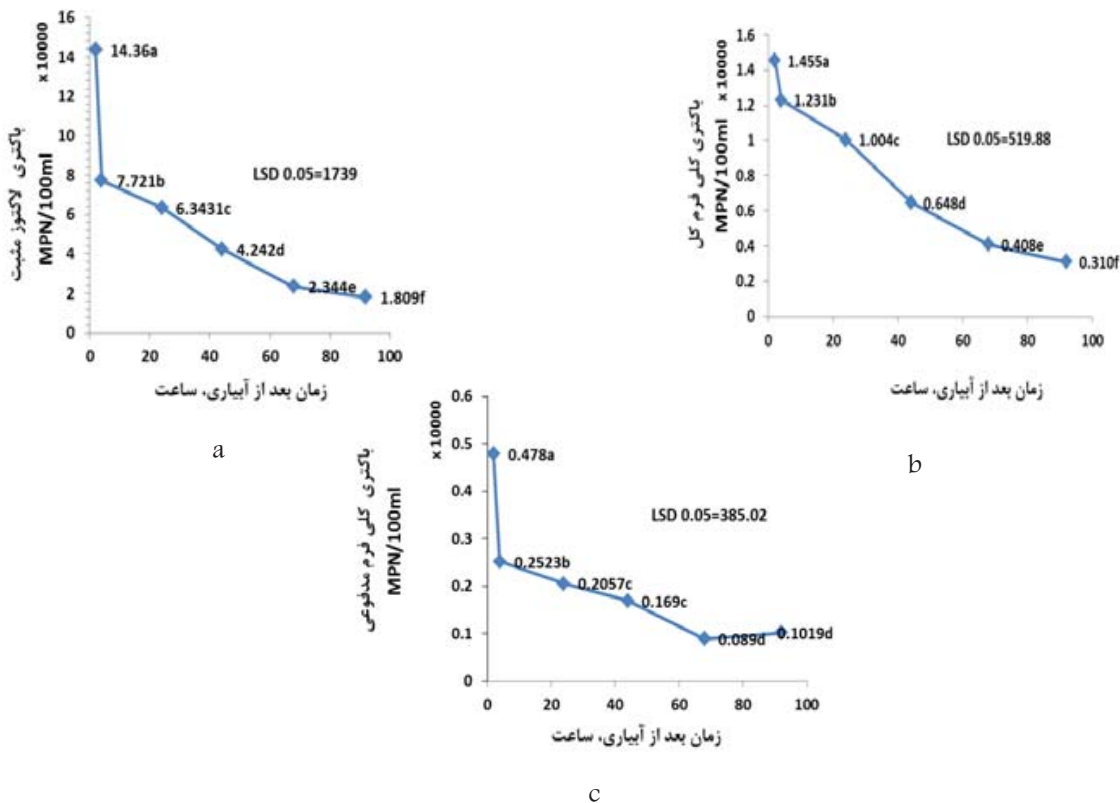 باکتری لاکتوز مثبت
MPN/100ml
x 10000
16
14
12
10
8
6
4
2
0
14.36a
7.721b
6.3431c
4.242d
2.344e
1.809f
LSD 0.05=1739
0 20 40 60 80 100
زمان بعد از آبیاری، ساعت
a
باکتری کلی فرم کل
MPN/100ml x 10000
1.6
1.4
1.2
1
0.8
0.6
0.4
0.2
0
1.455a
1.231b
1.004c
0.648d
0.408e
0.310f
LSD 0.05=519.88
0 20 40 60 80 100
زمان بعد از آبیاری، ساعت
b
باکتری کلی فرم مدفوعی
MPN/100ml
x 10000
0.6
0.5
0.4
0.3
0.2
0.1
0
0.478a
0.2523b
0.2057c
0.169c
0.089d
0.1019d
LSD 0.05=385.02
0 20 40 60 80 100
زمان بعد از آبیاری، ساعت
c